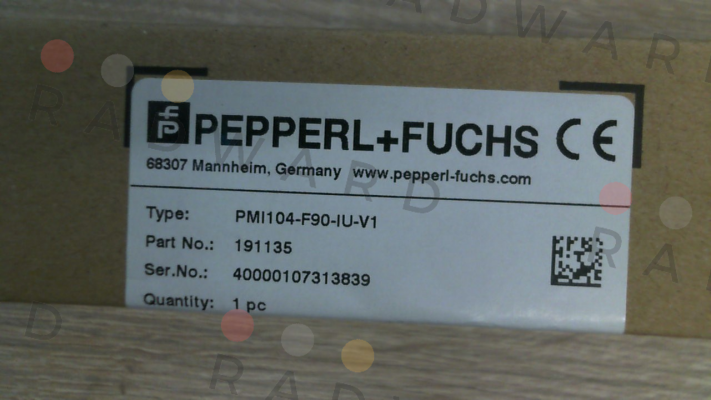 PEPPERL+FUCHS CE
68307 Mannheim, Germany www.pepperl-fuchs.com
Type: PMI104-F90-IU-V1
Part No.: 191135
Ser.No.: 40000107313839
Quantity: 1 pc
RADWARD